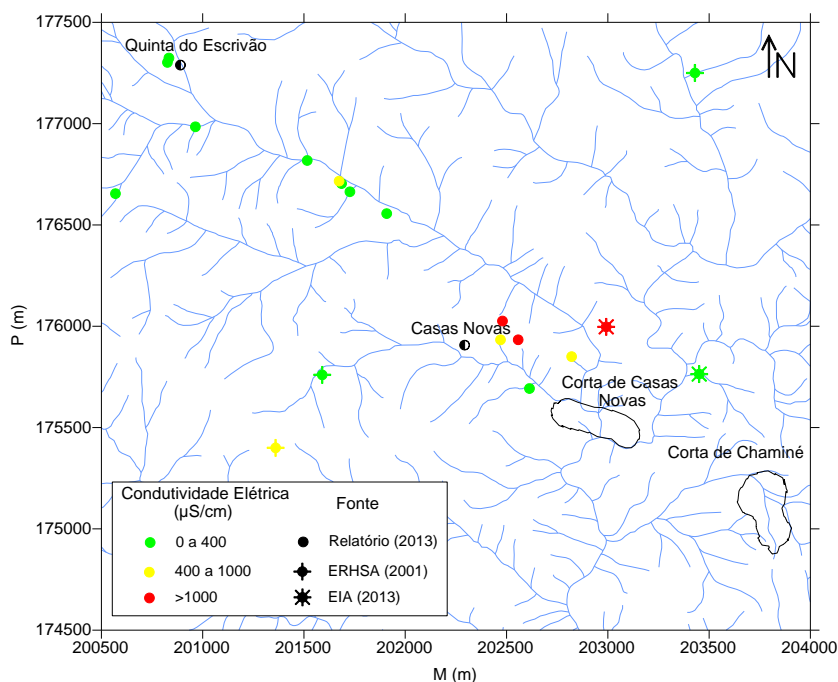 177500
177000
176500
176000
175500
175000
174500
P (m)
Quinta do Escrivão
N
Casas Novas
Corta de Casas
Novas
Corta de Chaminé
Condutividade Elétrica
(µS/cm)
Fonte
0 a 400
Relatório (2013)
400 a 1000
ERHSA (2001)
>1000
EIA (2013)
200500 201000 201500 202000 202500 203000 203500 204000
M (m)